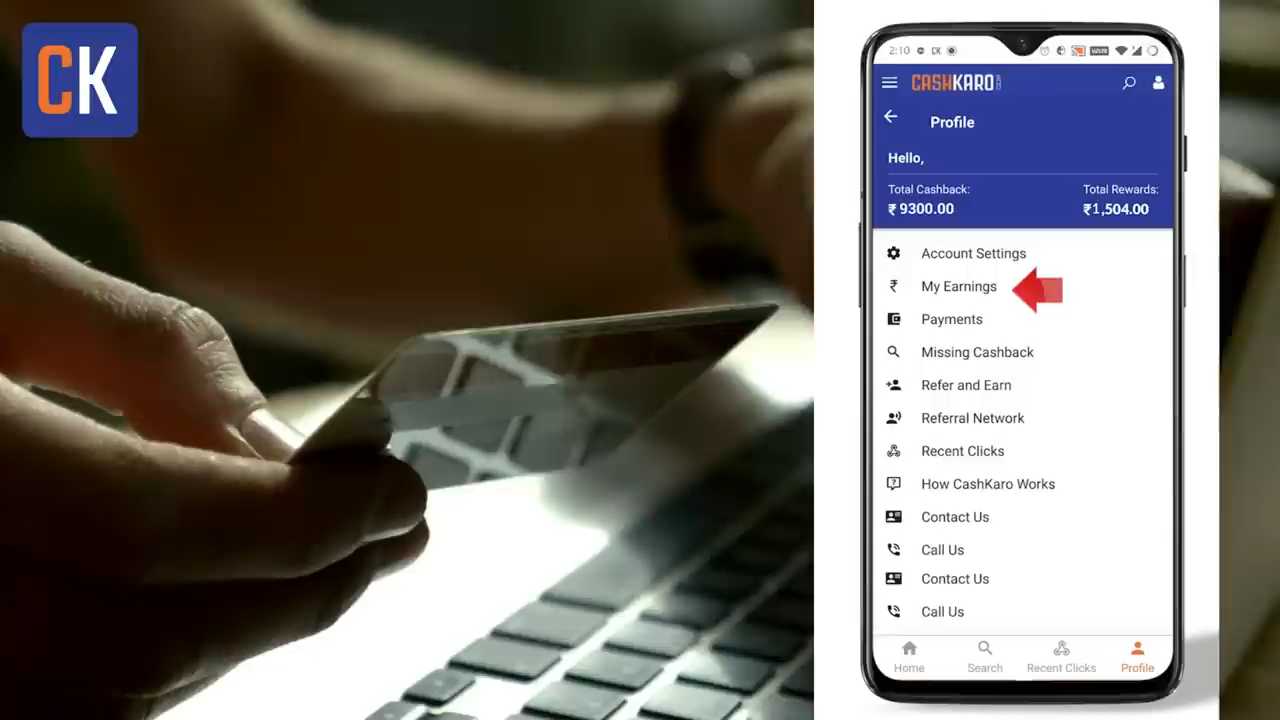 CK
2:10 CK
CASHKARO
Profile
Hello,
Total Cashback: Total Rewards:
₹ 9300.00 ₹1,504.00
Account Settings
₹ My Earnings
Payments
Missing Cashback
Refer and Earn
Referral Network
Recent Clicks
? How CashKaro Works
Contact Us
Call Us
Contact Us
Call Us
Home Search Recent Clicks Profile